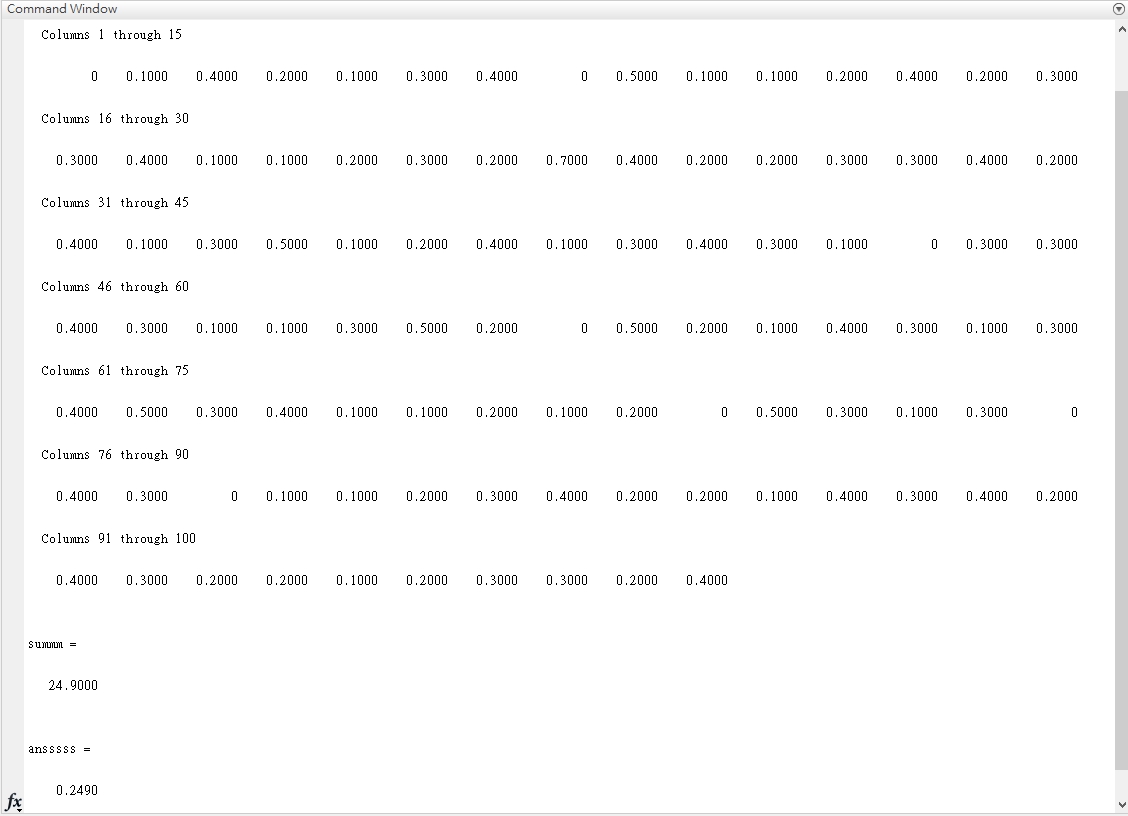 Command Window
Columns 1 through 15
0 0.1000 0.4000 0.2000 0.1000 0.3000 0.4000 0 0.5000 0.1000 0.1000 0.2000 0.4000 0.2000 0.3000
Columns 16 through 30
0.3000 0.4000 0.1000 0.1000 0.2000 0.3000 0.2000 0.7000 0.4000 0.2000 0.2000 0.3000 0.3000 0.4000 0.2000
Columns 31 through 45
0.4000 0.1000 0.3000 0.5000 0.1000 0.2000 0.4000 0.1000 0.3000 0.4000 0.3000 0.1000 0 0.3000 0.3000
Columns 46 through 60
0.4000 0.3000 0.1000 0.1000 0.3000 0.5000 0.2000 0 0.5000 0.2000 0.1000 0.4000 0.3000 0.1000 0.3000
Columns 61 through 75
0.4000 0.5000 0.3000 0.4000 0.1000 0.1000 0.2000 0.1000 0.2000 0 0.5000 0.3000 0.1000 0.3000 0
Columns 76 through 90
0.4000 0.3000 0 0.1000 0.1000 0.2000 0.3000 0.4000 0.2000 0.2000 0.1000 0.4000 0.3000 0.4000 0.2000
Columns 91 through 100
0.4000 0.3000 0.2000 0.2000 0.1000 0.2000 0.3000 0.3000 0.2000 0.4000
summm =
24.9000
ansssss =
0.2490
fx